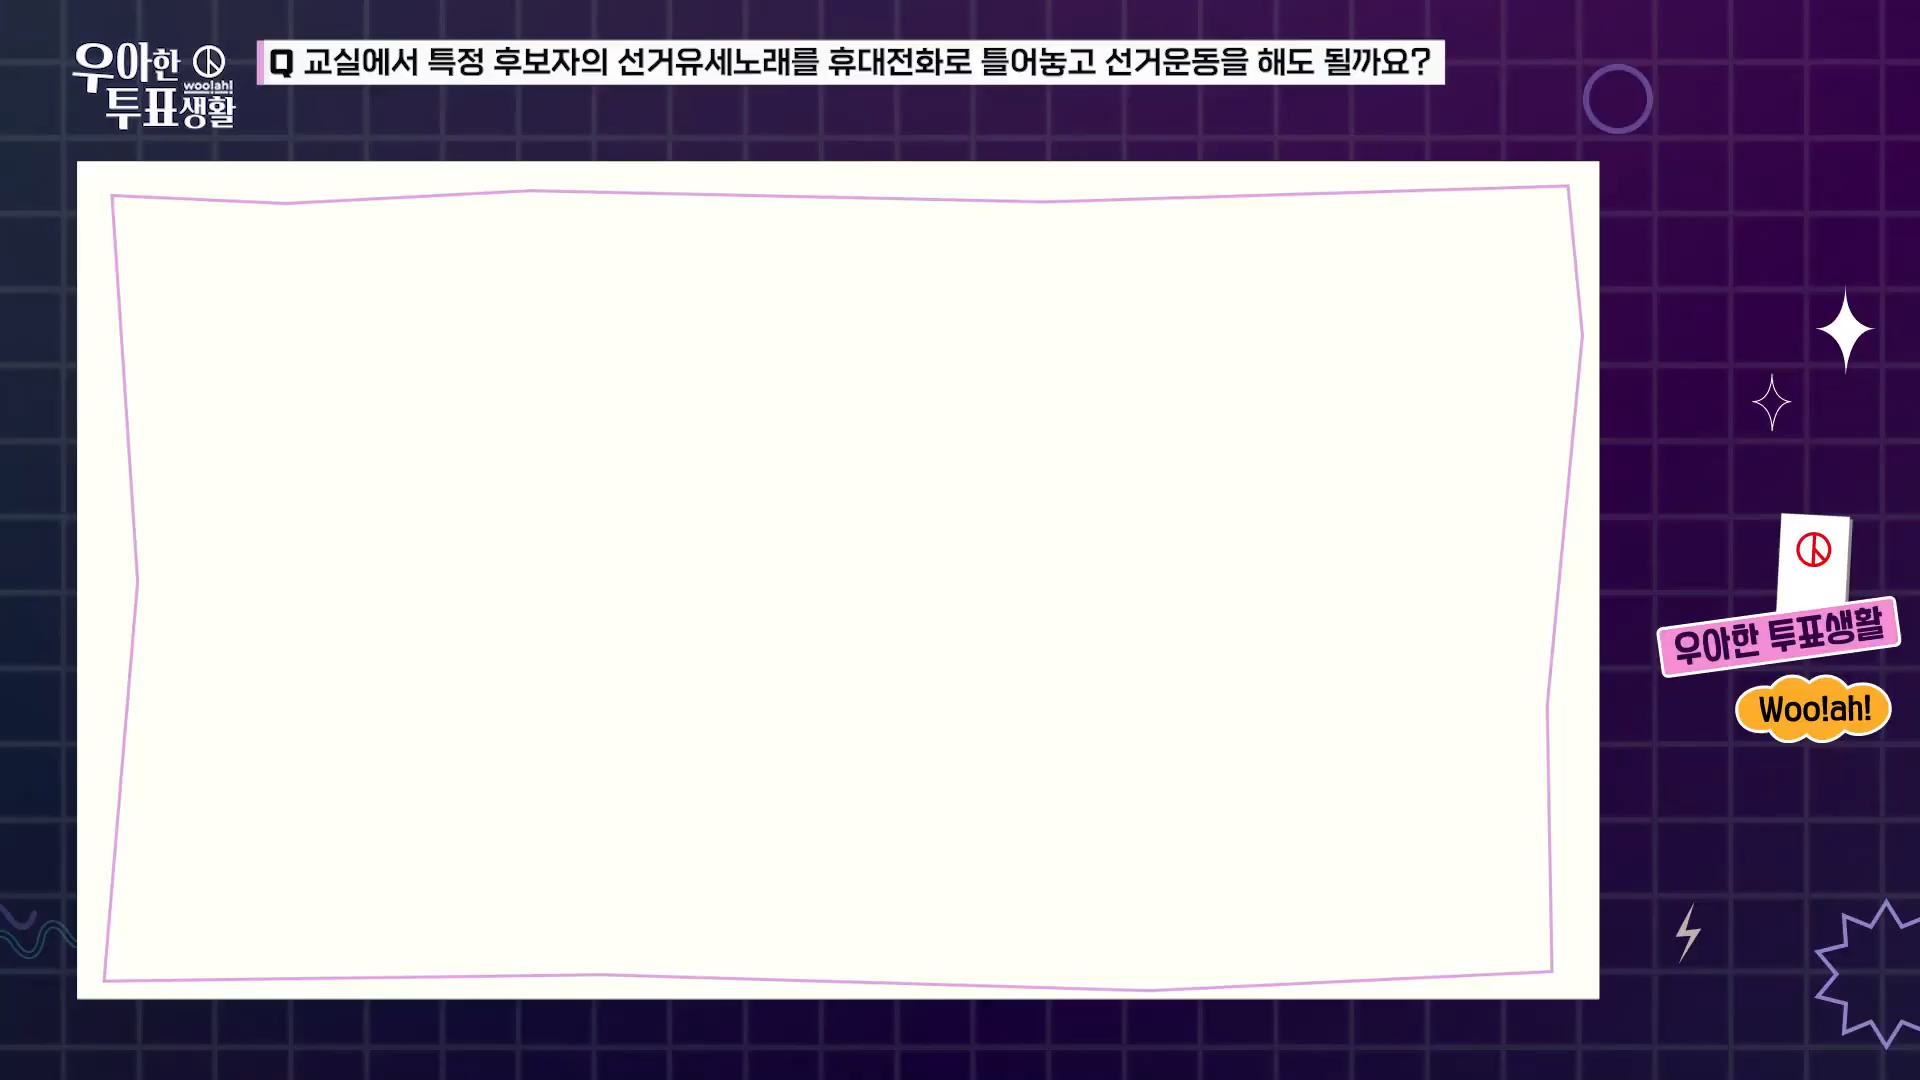 우아한
woo!ah!
투표생활
Q 교실에서 특정 후보자의 선거유세노래를 휴대전화로 틀어놓고 선거운동을 해도 될까요?
우아한 투표생활
Woo!ah!